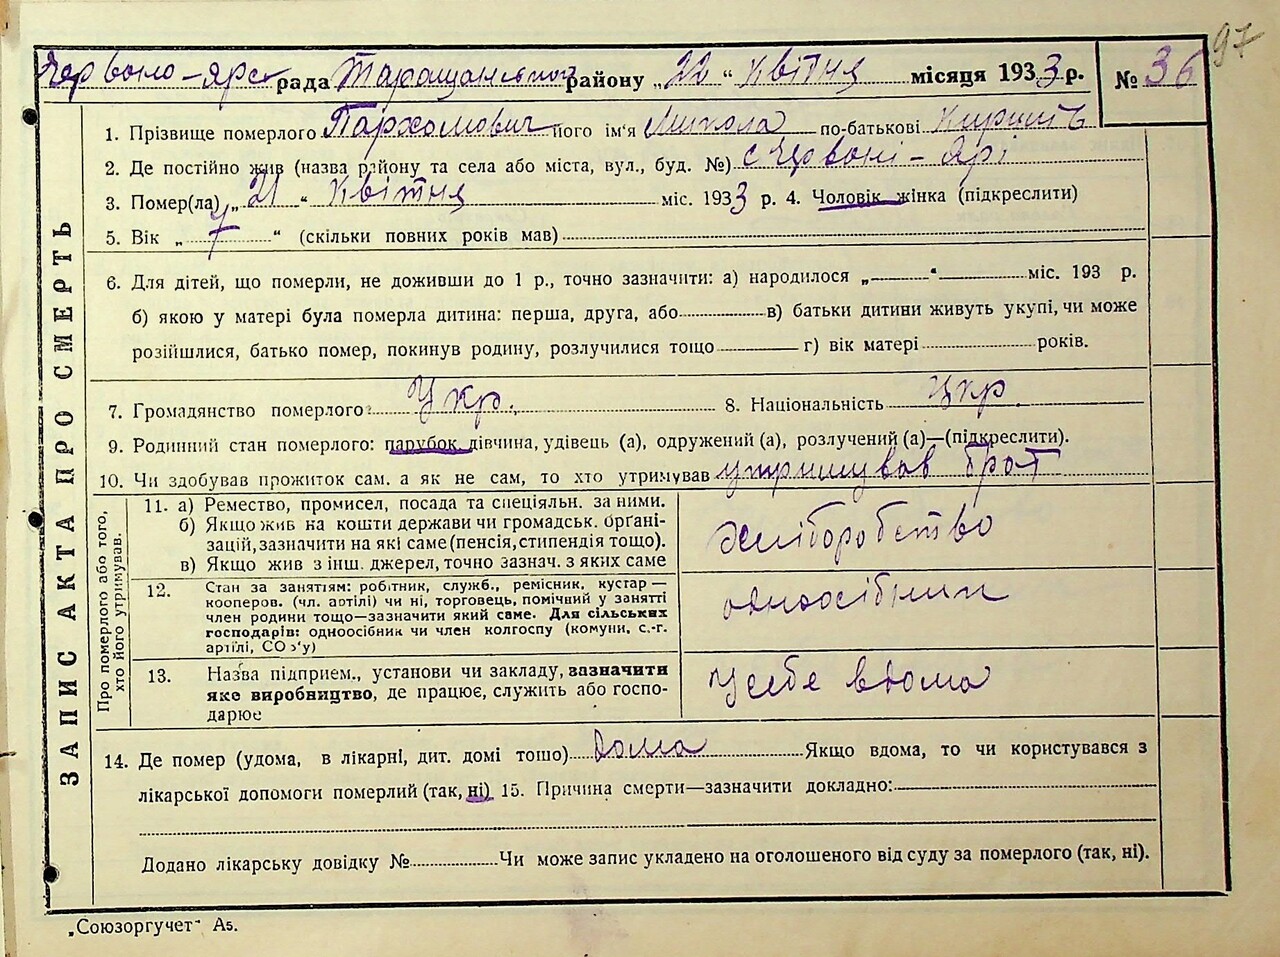 97
Червоно-Ярс рада Таращанського району „22“ Квітня місяця 1933 р. № 36
1. Прізвище померлого Пархомович його ім'я Микола по-батькові
2. Де постійно жив (назва району та села або міста, вул., буд. №) с Червоні-Ярі
3. Помер(ла) „21“ Квітня міс. 1933 р. 4. Чоловік жінка (підкреслити)
5. Вік „7“ (скільки повних років мав)
6. Для дітей, що померли, не доживши до 1 р., точно зазначити: а) народилося „ “ міс. 193 р.
б) якою у матері була померла дитина: перша, друга, або в) батьки дитини живуть укупі, чи може
розійшлися, батько помер, покинув родину, розлучилися тощо г) вік матері років.
7. Громадянство померлого Укр. 8. Національність Укр.
9. Родинний стан померлого: парубок дівчина, удівець (а), одружений (а), розлучений (а)—(підкреслити).
10. Чи здобував прожиток сам. а як не сам, то хто утримував утримував брат
ЗАПИС АКТА ПРО СМЕРТЬ
Про померлого або того,
хто його утримував.
11. а) Ремество, промисел, посада та спеціяльн. за ними.
б) Якщо жив на кошти держави чи громадськ. Орґані-
зацій, зазначити на які саме (пенсія, стипендія тощо).
в) Якщо жив з інш. джерел, точно зазнач. з яких саме
хліборобство
12. Стан за занятям: робітник, служб., ремісник, кустар—
кооперов. (чл. артілі) чи ні, торговець, помічний у занятті
член родини тощо—зазначити який саме. Для сільських
господарів: одноосібник чи член колгоспу (комуни, с.-г.
артілі, СОЗ'у)
одноосібник
13. Назва підприєм., установи чи закладу, зазначити
яке виробництво, де працює, служить або госпо-
дарює
У себе вдома
14. Де помер (удома, в лікарні, дит. домі тощо) дома Якщо вдома, то чи користувався з
лікарської допомоги померлий (так, ні) 15. Причина смерти—зазначити докладно:
Додано лікарську довідку № Чи може запис укладено на оголошеного від суду за померлого (так, ні).
„Союзоргучет“ А5.